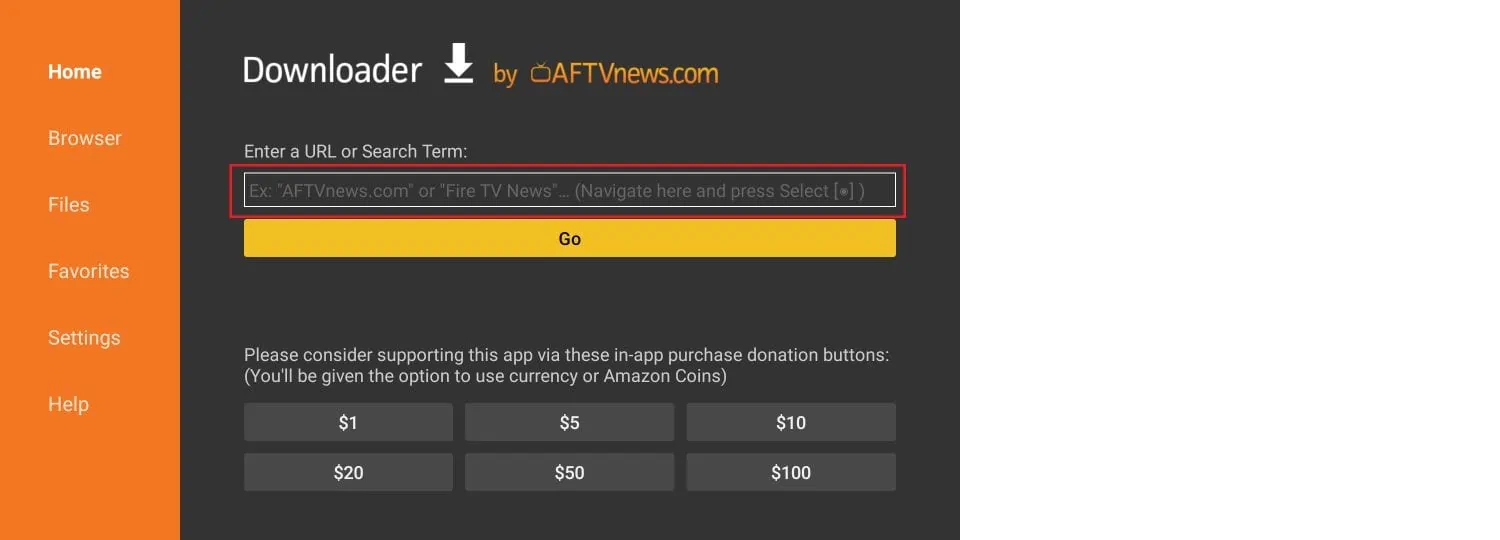 Home
Browser
Files
Favorites
Settings
Help
Downloader by AFTVnews.com
Enter a URL or Search Term:
Ex: "AFTVnews.com" or "Fire TV News"... (Navigate here and press Select [◉] )
Go
Please consider supporting this app via these in-app purchase donation buttons:
(You'll be given the option to use currency or Amazon Coins)
$1 $5 $10
$20 $50 $100